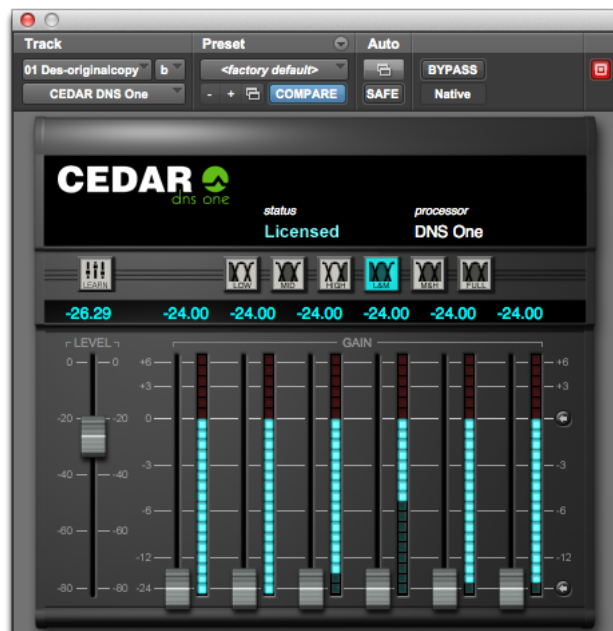 Track Preset Auto
01 Des-originalcopy b <factory default> BYPASS
CEDAR DNS One - + COMPARE SAFE Native
CEDAR
dns one
status processor
Licensed DNS One
LEARN LOW MID HIGH L&M M&H FULL
-26.29 -24.00 -24.00 -24.00 -24.00 -24.00 -24.00
LEVEL GAIN
0 0 +6 +6
+3 +3
-20 -20 0 0
-40 -40 -3 -3
-60 -60 -6 -6
-12 -12
-80 -80 -24 -24